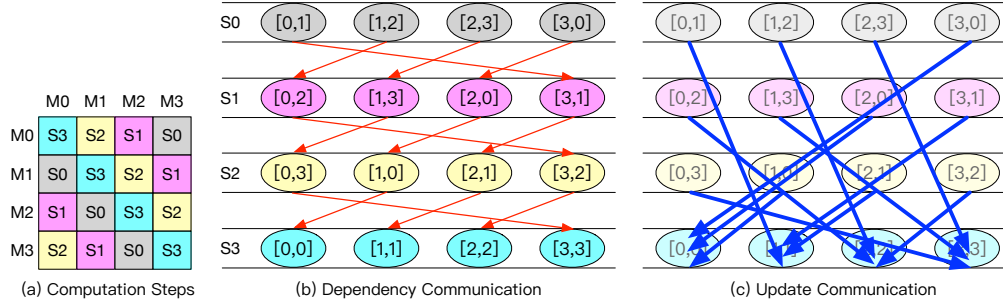 S0 [0,1] [1,2] [2,3] [3,0]
S1 [0,2] [1,3] [2,0] [3,1]
S2 [0,3] [1,0] [2,1] [3,2]
S3 [0,0] [1,1] [2,2] [3,3]
M0 M1 M2 M3
M0 S3 S2 S1 S0
M1 S0 S3 S2 S1
M2 S1 S0 S3 S2
M3 S2 S1 S0 S3
[0,1] [1,2] [2,3] [3,0]
[0,2] [1,3] [2,0] [3,1]
[0,3] [1,0] [2,1] [3,2]
(a) Computation Steps
(b) Dependency Communication
(c) Update Communication